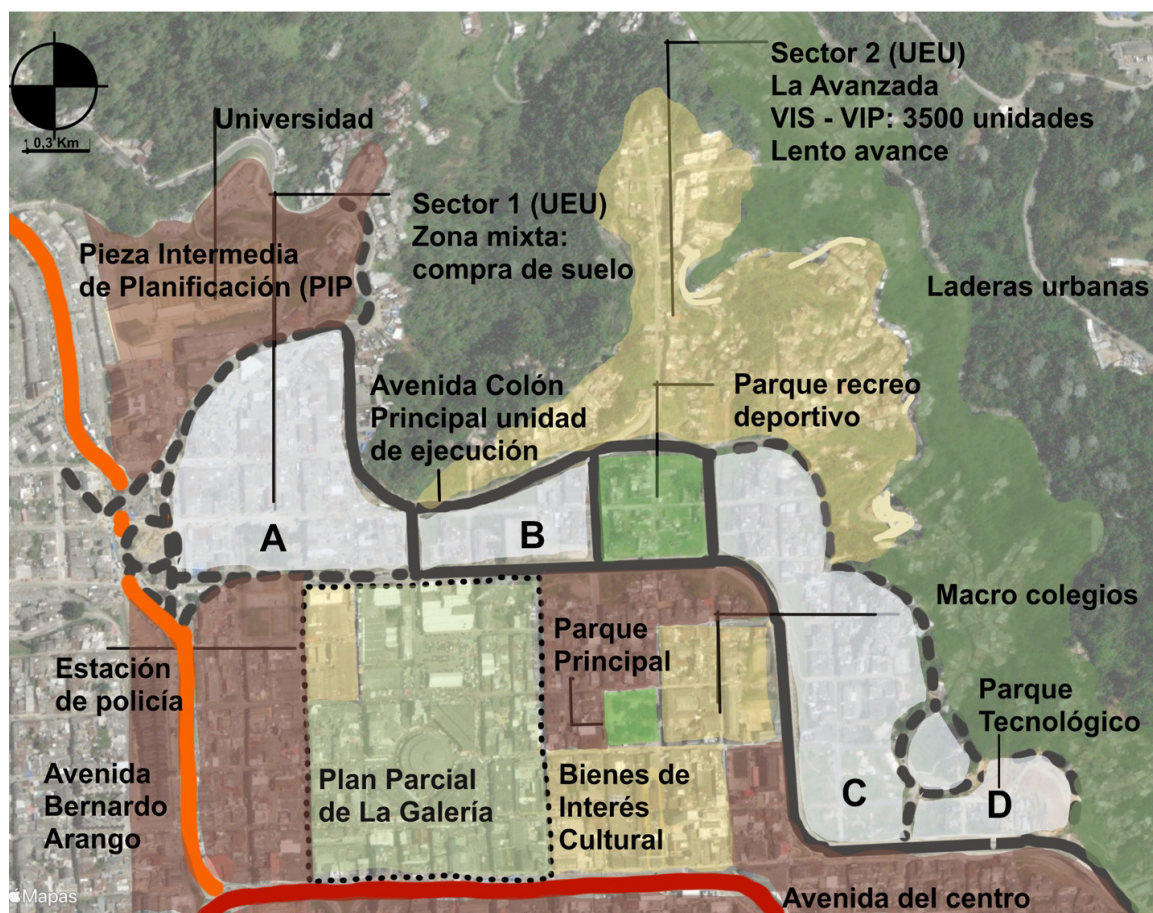 Sector 2 (UEU)
La Avanzada
VIS - VIP: 3500 unidades
Lento avance
Universidad
0,3 Km
Sector 1 (UEU)
Zona mixta:
compra de suelo
Pieza Intermedia
de Planificación (PIP
Laderas urbanas
Avenida Colón
Principal unidad
de ejecución
Parque recreo
deportivo
A
B
Macro colegios
Parque
Principal
Estación
de policía
Parque
Tecnológico
Avenida
Bernardo
Arango
Plan Parcial
de La Galería
Bienes de
Interés
Cultural
C
D
Mapas
Avenida del centro